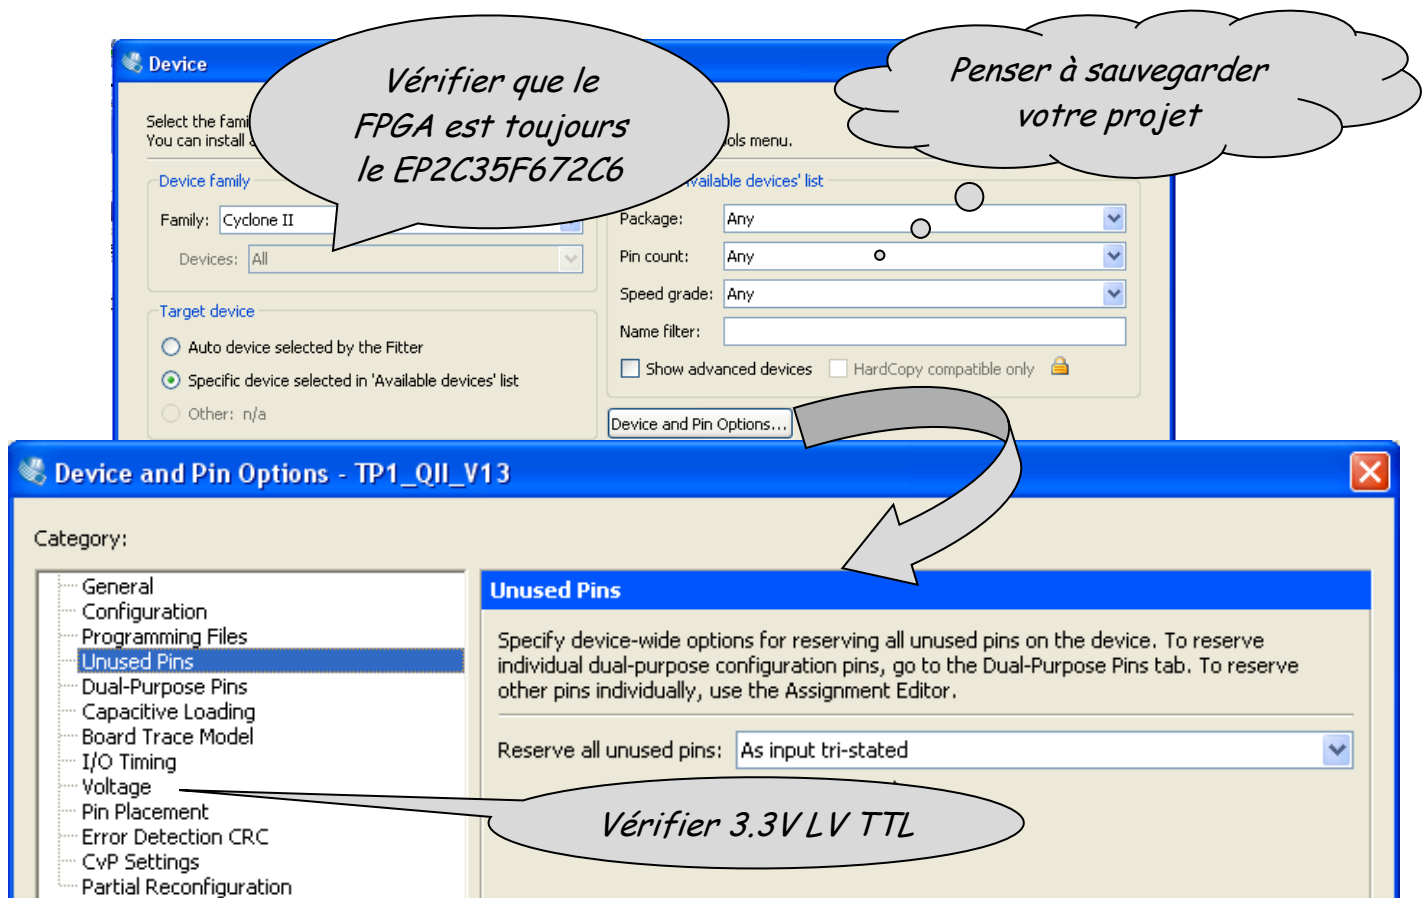 Device
Vérifier que le
FPGA est toujours
le EP2C35F672C6
Penser à sauvegarder
votre projet
Select the fami
You can install
ols menu.
Device family
Family: Cyclone II
Devices: All
Target device
Auto device selected by the Fitter
Specific device selected in 'Available devices' list
Other: n/a
able devices' list
Package: Any
Pin count: Any
Speed grade: Any
Name filter:
Show advanced devices HardCopy compatible only
Device and Pin Options...
Device and Pin Options - TP1_QII_V13
Category:
General
Configuration
Programming Files
Unused Pins
Dual-Purpose Pins
Capacitive Loading
Board Trace Model
I/O Timing
Voltage
Pin Placement
Error Detection CRC
CvP Settings
Partial Reconfiguration
Unused Pins
Specify device-wide options for reserving all unused pins on the device. To reserve
individual dual-purpose configuration pins, go to the Dual-Purpose Pins tab. To reserve
other pins individually, use the Assignment Editor.
Reserve all unused pins: As input tri-stated
Vérifier 3.3V LV TTL